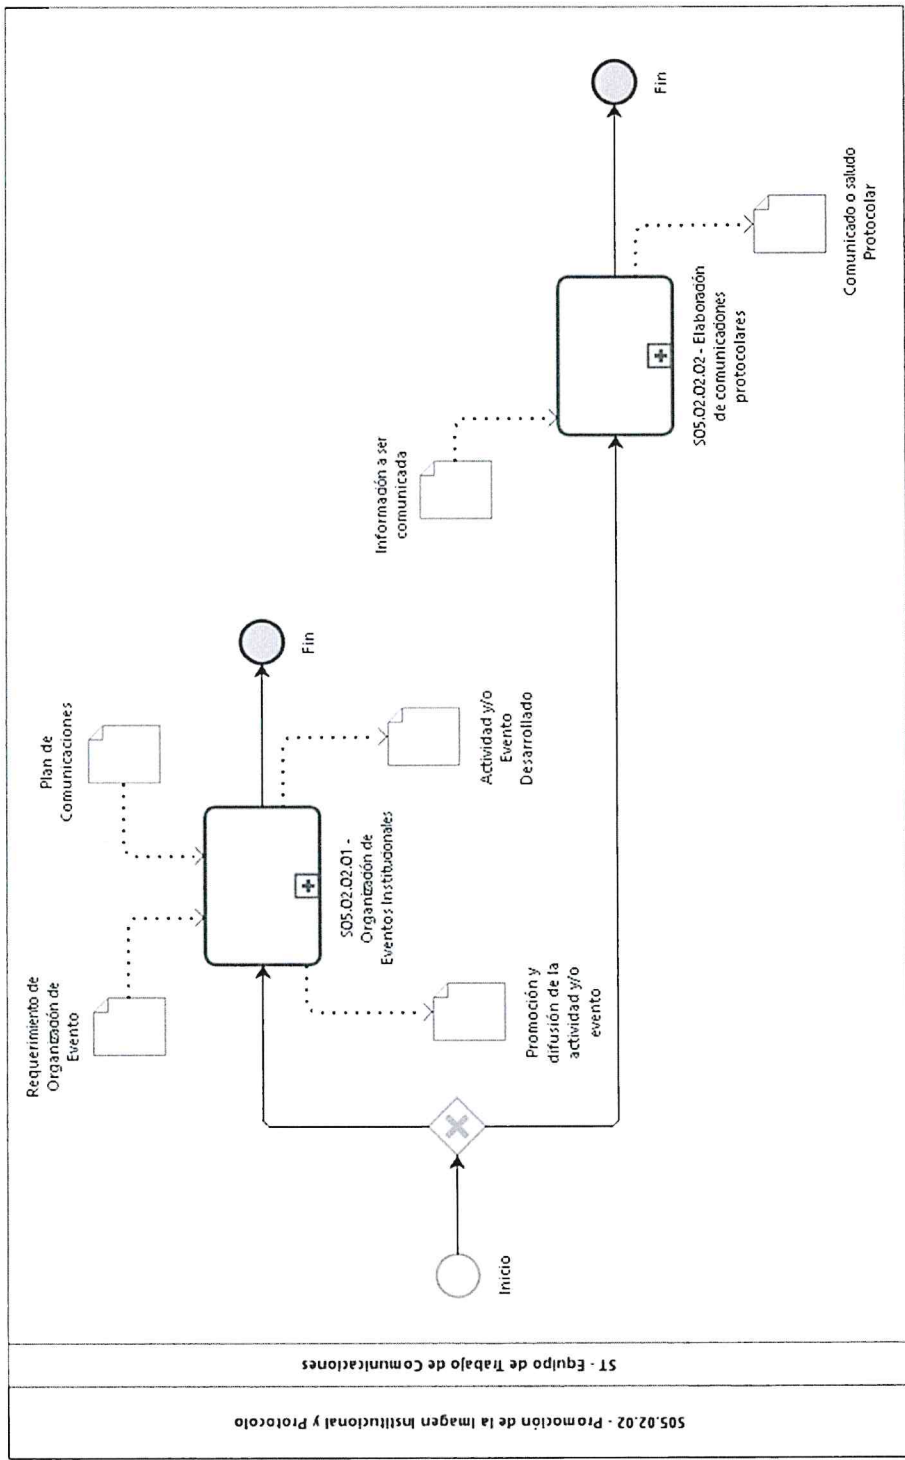 S05.02.02 - Promoción de la Imagen Institucional y Protocolo
ST - Equipo de Trabajo de Comunicaciones
Inicio
Requerimiento de
Organización de
Evento
Plan de
Comunicaciones
S05.02.02.01 -
Organización de
Eventos Institucionales
Promoción y
difusión de la
actividad y/o
evento
Actividad y/o
Evento
Desarrollado
Fin
Información a ser
comunicada
S05.02.02.02 - Elaboración
de comunicaciones
protocolares
Comunicado o saludo
Protocolar
Fin